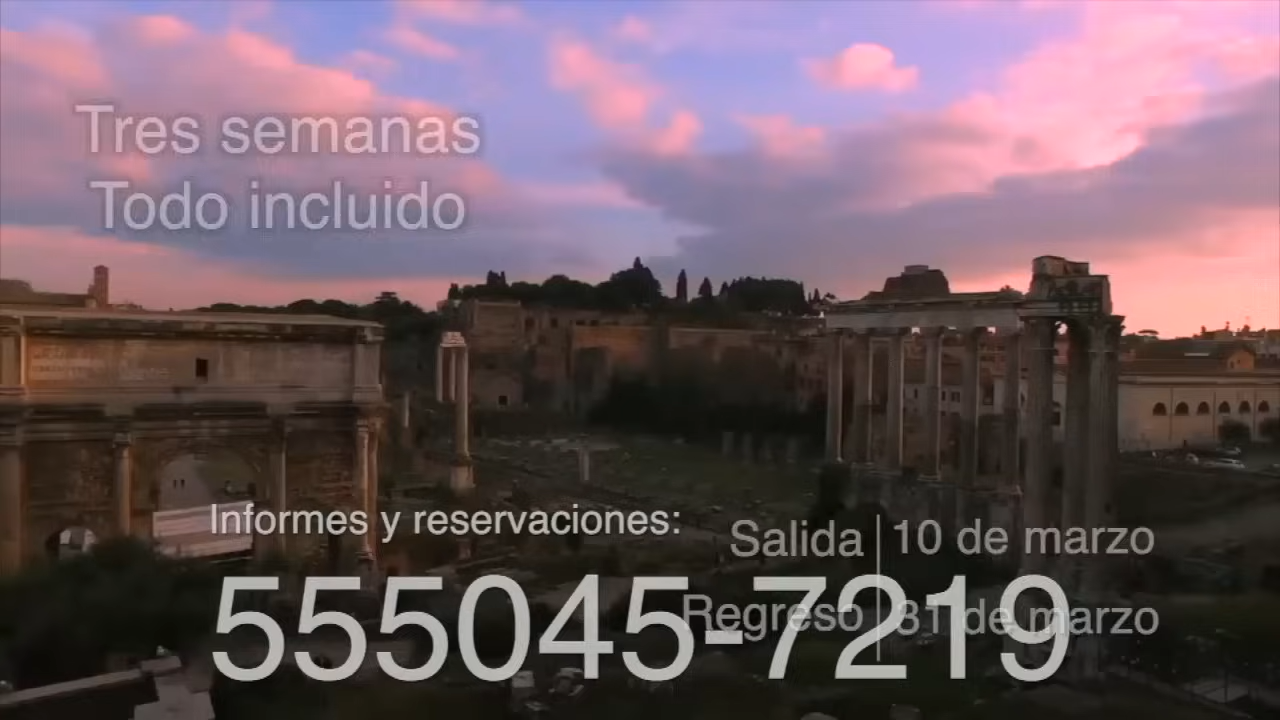 Tres semanas
Todo incluido
Informes y reservaciones:
Salida 10 de marzo
555045-7219
Regreso 31 de marzo